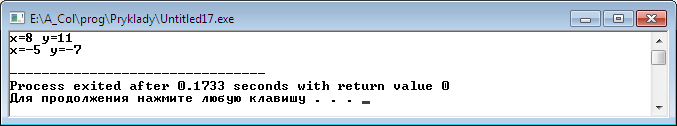 E:\A_Col\prog\Pryklady\Untitled17.exe
x=8 y=11
x=-5 y=-7
--------------------------------
Process exited after 0.1733 seconds with return value 0
Для продолжения нажмите любую клавишу . . .